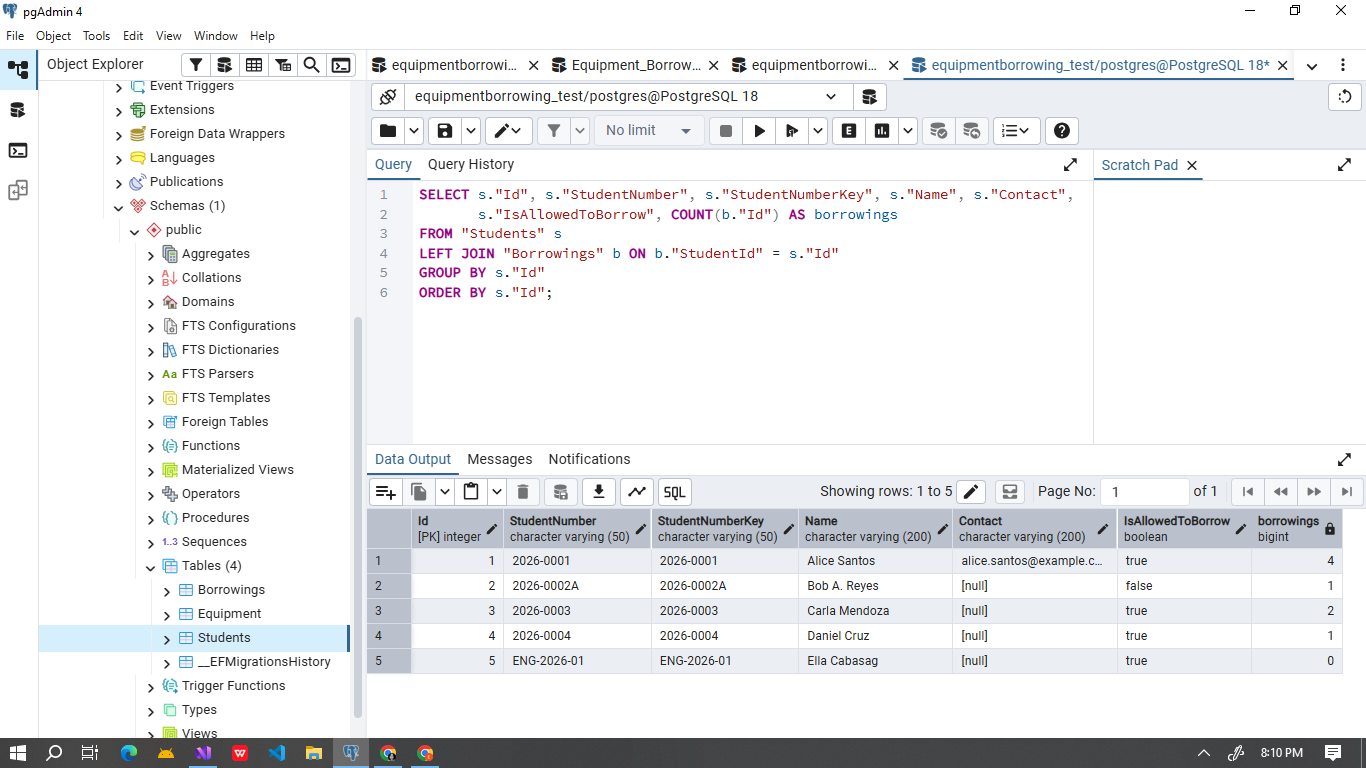 pgAdmin 4
File Object Tools Edit View Window Help
Object Explorer
equipmentborrowi...
Equipment_Borrow...
equipmentborrowi...
equipmentborrowing_test/postgres@PostgreSQL 18*
Event Triggers
Extensions
Foreign Data Wrappers
Languages
Publications
Schemas (1)
public
Aggregates
Collations
Domains
FTS Configurations
FTS Dictionaries
Aa FTS Parsers
FTS Templates
Foreign Tables
Functions
Materialized Views
Operators
Procedures
1..3 Sequences
Tables (4)
Borrowings
Equipment
Students
__EFMigrationsHistory
Trigger Functions
Types
Views
equipmentborrowing_test/postgres@PostgreSQL 18
No limit
E
Query Query History
Scratch Pad
1 SELECT s."Id", s."StudentNumber", s."StudentNumberKey", s."Name", s."Contact",
2 s."IsAllowedToBorrow", COUNT(b."Id") AS borrowings
3 FROM "Students" s
4 LEFT JOIN "Borrowings" b ON b."StudentId" = s."Id"
5 GROUP BY s."Id"
6 ORDER BY s."Id";
Data Output Messages Notifications
SQL
Showing rows: 1 to 5
Page No: 1 of 1
Id StudentNumber StudentNumberKey Name Contact IsAllowedToBorrow borrowings
[PK] integer character varying (50) character varying (50) character varying (200) character varying (200) boolean bigint
1 1 2026-0001 2026-0001 Alice Santos alice.santos@example.c... true 4
2 2 2026-0002A 2026-0002A Bob A. Reyes [null] false 1
3 3 2026-0003 2026-0003 Carla Mendoza [null] true 2
4 4 2026-0004 2026-0004 Daniel Cruz [null] true 1
5 5 ENG-2026-01 ENG-2026-01 Ella Cabasag [null] true 0
8:10 PM